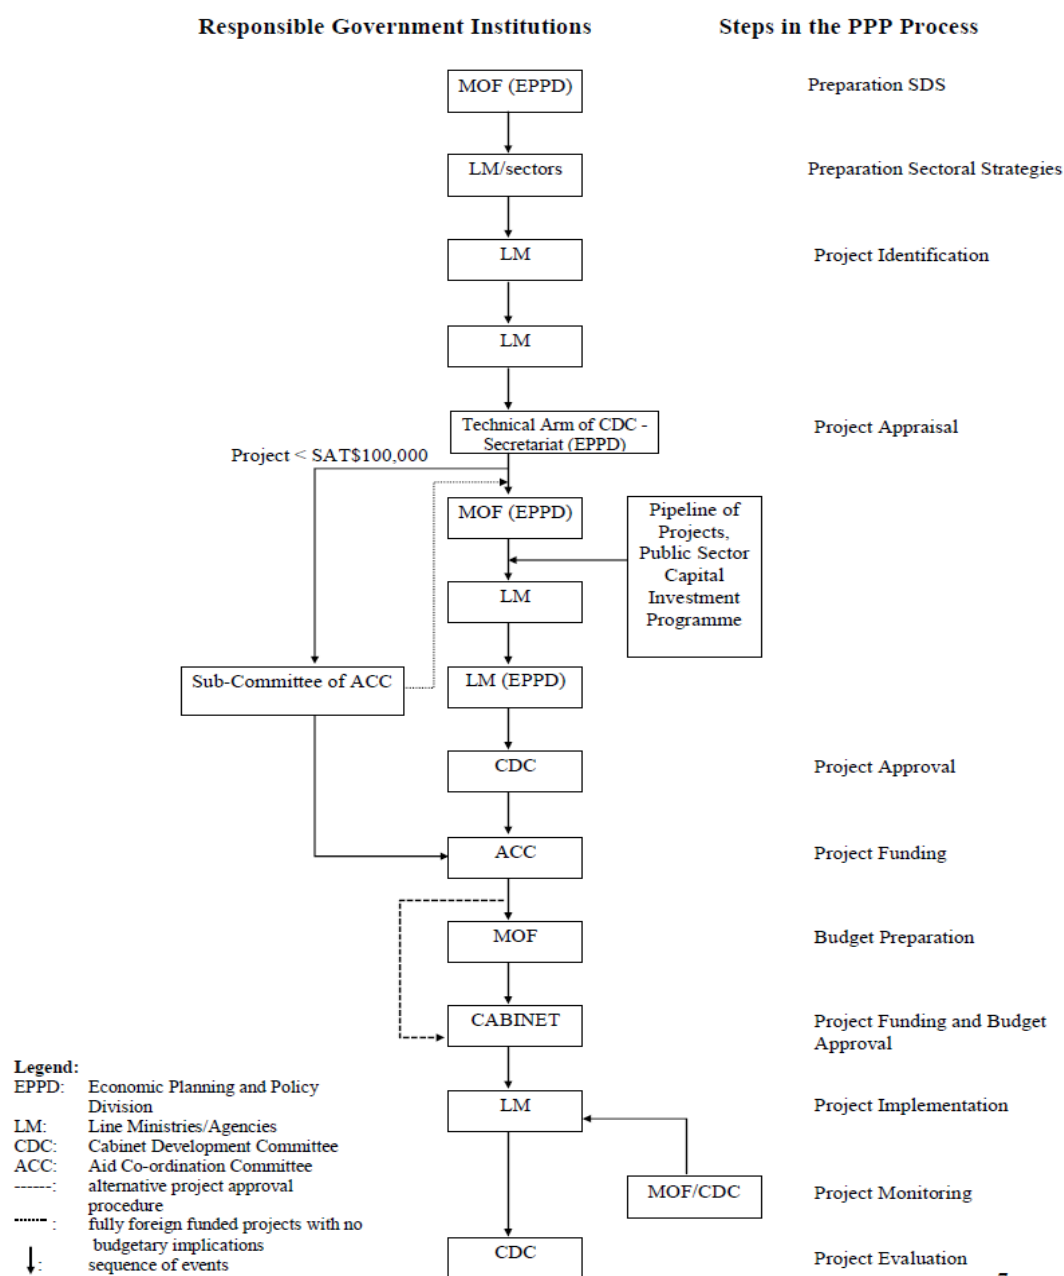 Responsible Government Institutions
Steps in the PPP Process
MOF (EPPD)
Preparation SDS
LM/sectors
Preparation Sectoral Strategies
LM
Project Identification
LM
Technical Arm of CDC -
Secretariat (EPPD)
Project Appraisal
Project < SAT$100,000
MOF (EPPD)
Pipeline of
Projects,
Public Sector
Capital
Investment
Programme
LM
Sub-Committee of ACC
LM (EPPD)
CDC
Project Approval
ACC
Project Funding
MOF
Budget Preparation
CABINET
Project Funding and Budget
Approval
LM
Project Implementation
MOF/CDC
Project Monitoring
CDC
Project Evaluation
Legend:
EPPD: Economic Planning and Policy
Division
LM: Line Ministries/Agencies
CDC: Cabinet Development Committee
ACC: Aid Co-ordination Committee
------: alternative project approval
procedure
........ : fully foreign funded projects with no
budgetary implications
↓: sequence of events